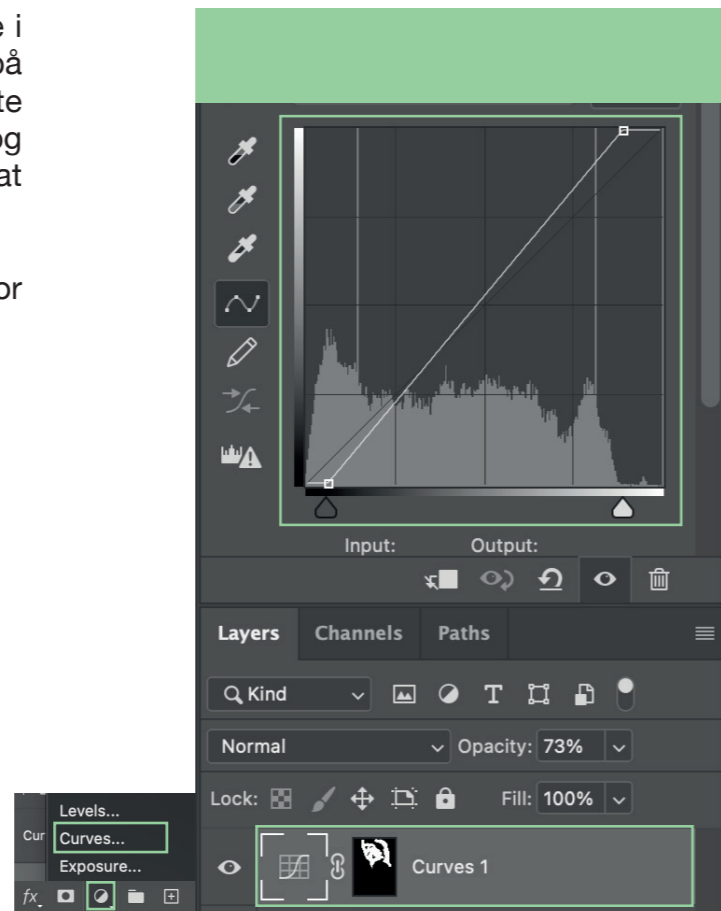 e i
på
te
og
at
or
Input: Output:
Layers Channels Paths
Kind
T
Normal Opacity: 73%
Lock: Fill: 100%
Curves 1
Levels...
Cur Curves...
Exposure...
fx